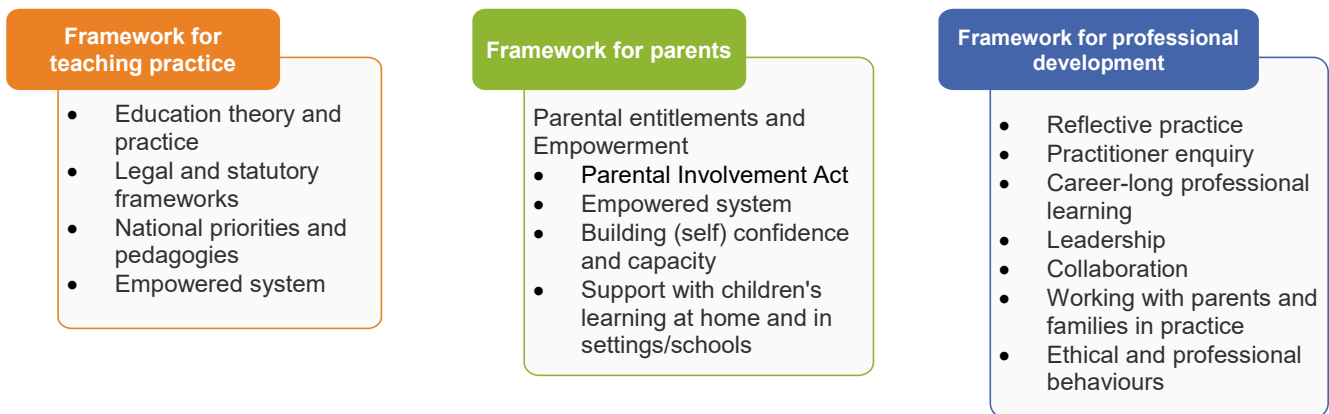 Framework for
teaching practice
• Education theory and
practice
• Legal and statutory
frameworks
• National priorities and
pedagogies
• Empowered system
Framework for parents
Parental entitlements and
Empowerment
• Parental Involvement Act
• Empowered system
• Building (self) confidence
and capacity
• Support with children's
learning at home and in
settings/schools
Framework for professional
development
• Reflective practice
• Practitioner enquiry
• Career-long professional
learning
• Leadership
• Collaboration
• Working with parents and
families in practice
• Ethical and professional
behaviours